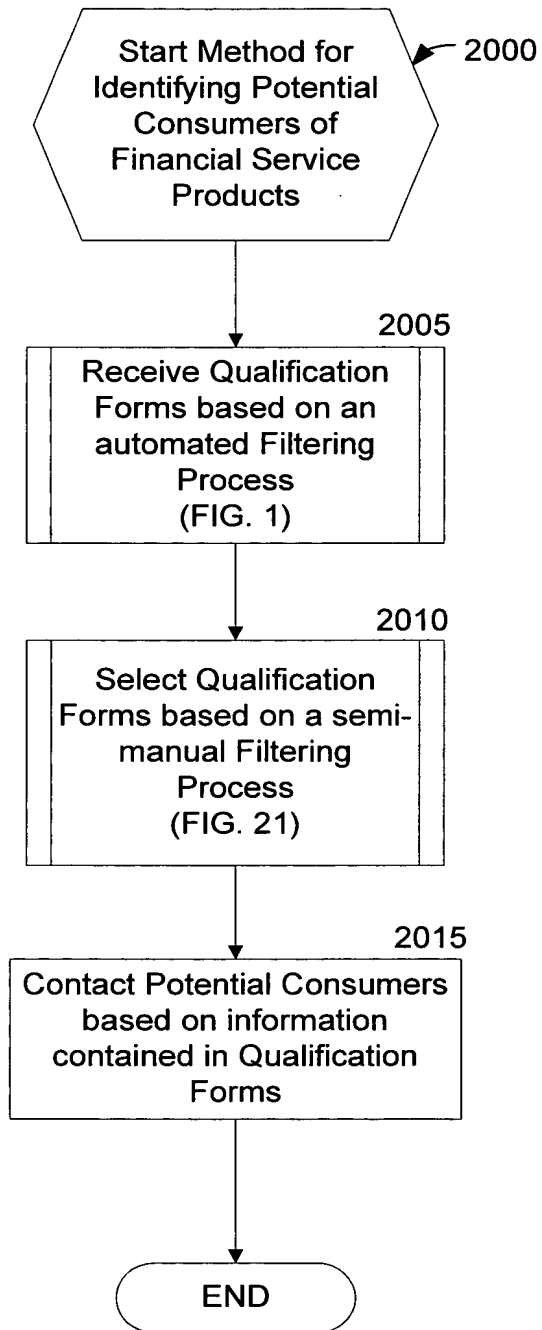 Start Method for
Identifying Potential
Consumers of
Financial Service
Products
2000
2005
Receive Qualification
Forms based on an
automated Filtering
Process
(FIG. 1)
2010
Select Qualification
Forms based on a semi-
manual Filtering
Process
(FIG. 21)
2015
Contact Potential Consumers
based on information
contained in Qualification
Forms
END